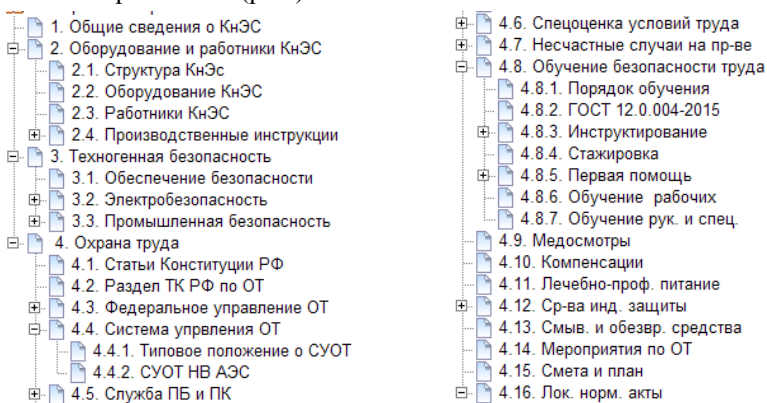 1. Общие сведения о КнЭС
2. Оборудование и работники КнЭС
2.1. Структура КнЭс
2.2. Оборудование КнЭС
2.3. Работники КнЭС
2.4. Производственные инструкции
3. Техногенная безопасность
3.1. Обеспечение безопасности
3.2. Электробезопасность
3.3. Промышленная безопасность
4. Охрана труда
4.1. Статьи Конституции РФ
4.2. Раздел ТК РФ по ОТ
4.3. Федеральное управление ОТ
4.4. Система упрвления ОТ
4.4.1. Типовое положение о СУОТ
4.4.2. СУОТ НВ АЭС
4.5. Служба ПБ и ПК
4.6. Спецоценка условий труда
4.7. Несчастные случаи на пр-ве
4.8. Обучение безопасности труда
4.8.1. Порядок обучения
4.8.2. ГОСТ 12.0.004-2015
4.8.3. Инструктирование
4.8.4. Стажировка
4.8.5. Первая помощь
4.8.6. Обучение рабочих
4.8.7. Обучение рук. и спец.
4.9. Медосмотры
4.10. Компенсации
4.11. Лечебно-проф. питание
4.12. Ср-ва инд. защиты
4.13. Смыв. и обезвр. средства
4.14. Мероприятия по ОТ
4.15. Смета и план
4.16. Лок. норм. акты